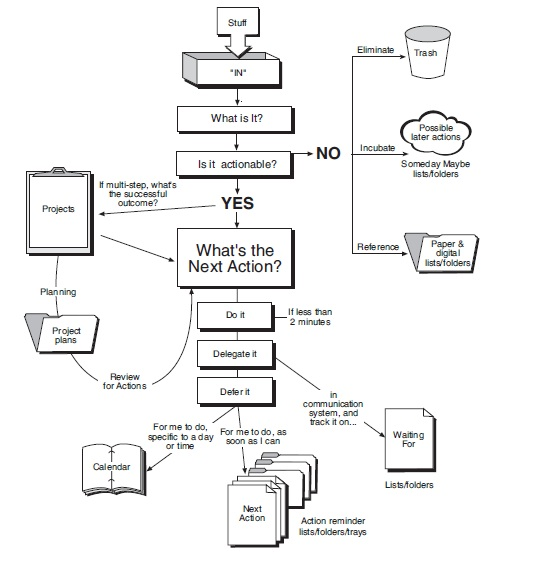 Stuff
"IN"
What is It?
Is it actionable?
NO
Eliminate
Trash
Incubate
Possible
later actions
Someday Maybe
lists/folders
Reference
Paper &
digital
lists/folders
YES
If multi-step, what's
the successful
outcome?
Projects
What's the
Next Action?
Planning
Project
plans
Review
for Actions
Do it
If less than
2 minutes
Delegate it
Defer it
in
communication
system, and
track it on...
Waiting
For
Lists/folders
For me to do,
specific to a day
or time
For me to do, as
soon as I can
Calendar
Next
Action
Action reminder
lists/folders/trays